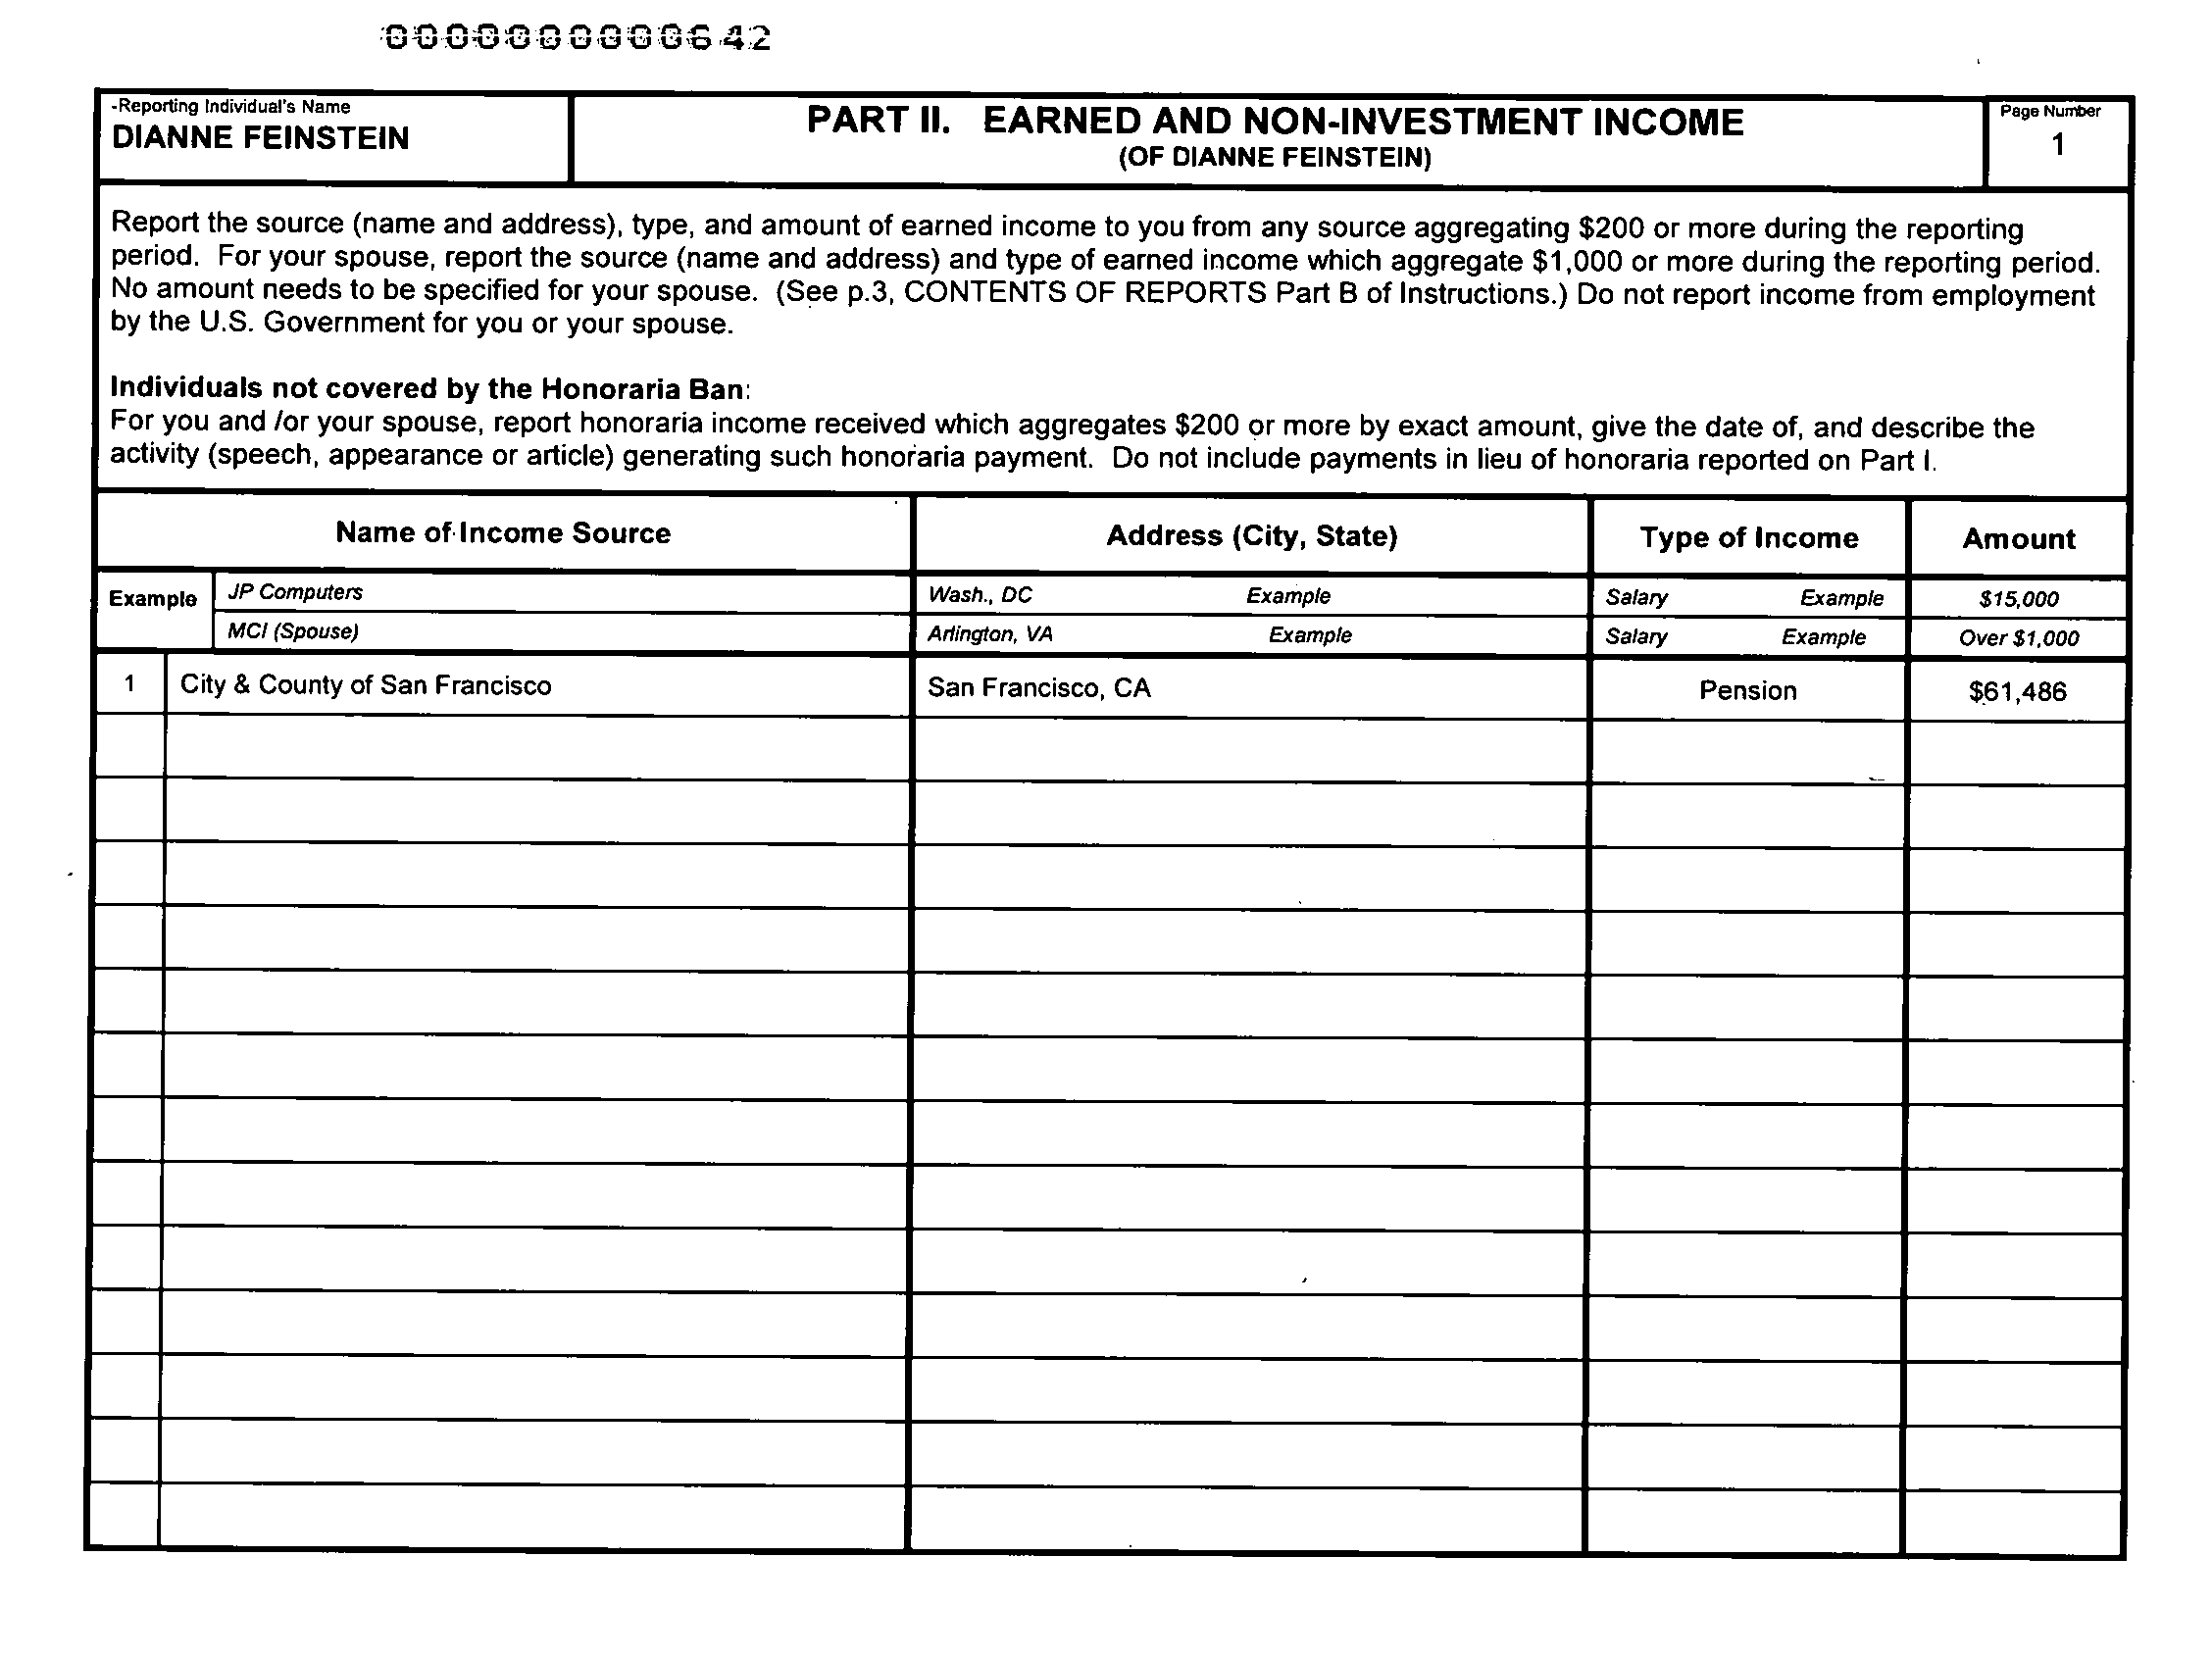 000000000642
Reporting Individual's Name
DIANNE FEINSTEIN
PART II. EARNED AND NON-INVESTMENT INCOME
(OF DIANNE FEINSTEIN)
Page Number
1
Report the source (name and address), type, and amount of earned income to you from any source aggregating $200 or more during the reporting
period. For your spouse, report the source (name and address) and type of earned income which aggregate $1,000 or more during the reporting period.
No amount needs to be specified for your spouse. (See p.3, CONTENTS OF REPORTS Part B of Instructions.) Do not report income from employment
by the U.S. Government for you or your spouse.
Individuals not covered by the Honoraria Ban:
For you and /or your spouse, report honoraria income received which aggregates $200 or more by exact amount, give the date of, and describe the
activity (speech, appearance or article) generating such honoraria payment. Do not include payments in lieu of honoraria reported on Part I.
Name of Income Source Address (City, State) Type of Income Amount
Example JP Computers Wash., DC Example Salary Example $15,000
MCI (Spouse) Arlington, VA Example Salary Example Over $1,000
1 City & County of San Francisco San Francisco, CA Pension $61,486